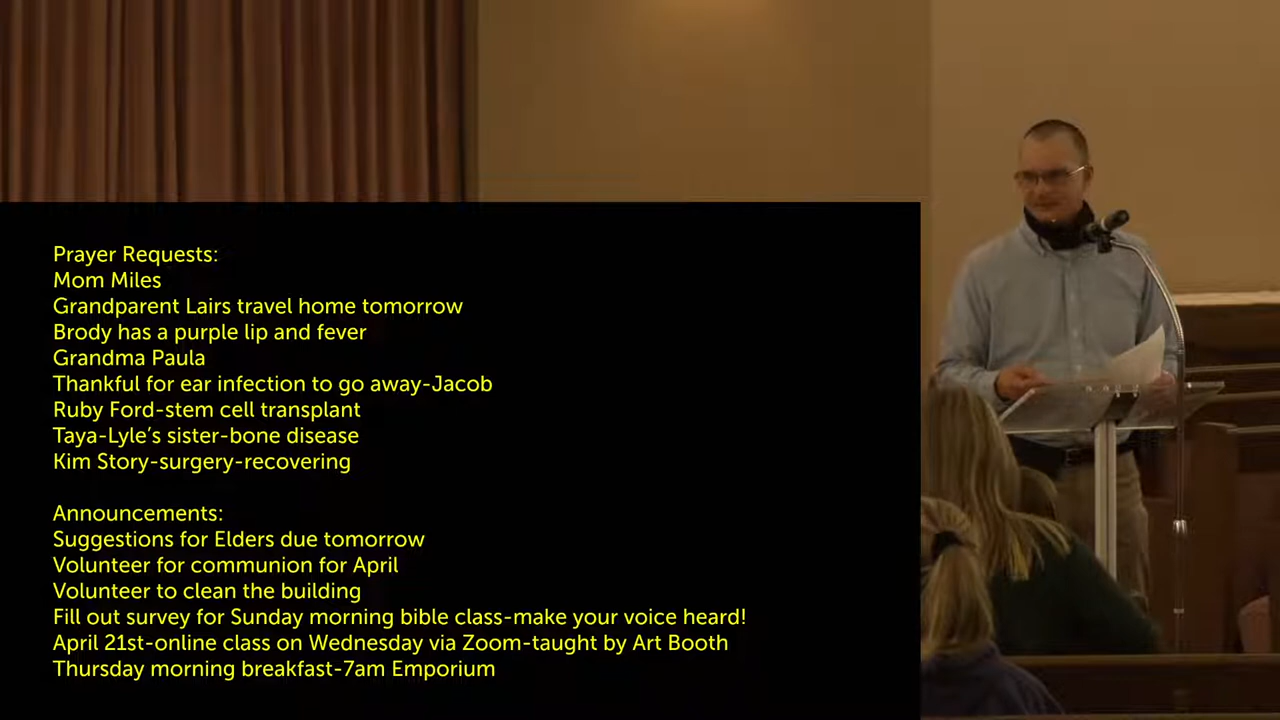 Prayer Requests:
Mom Miles
Grandparent Lairs travel home tomorrow
Brody has a purple lip and fever
Grandma Paula
Thankful for ear infection to go away-Jacob
Ruby Ford-stem cell transplant
Taya-Lyle’s sister-bone disease
Kim Story-surgery-recovering
Announcements:
Suggestions for Elders due tomorrow
Volunteer for communion for April
Volunteer to clean the building
Fill out survey for Sunday morning bible class-make your voice heard!
April 21st-online class on Wednesday via Zoom-taught by Art Booth
Thursday morning breakfast-7am Emporium